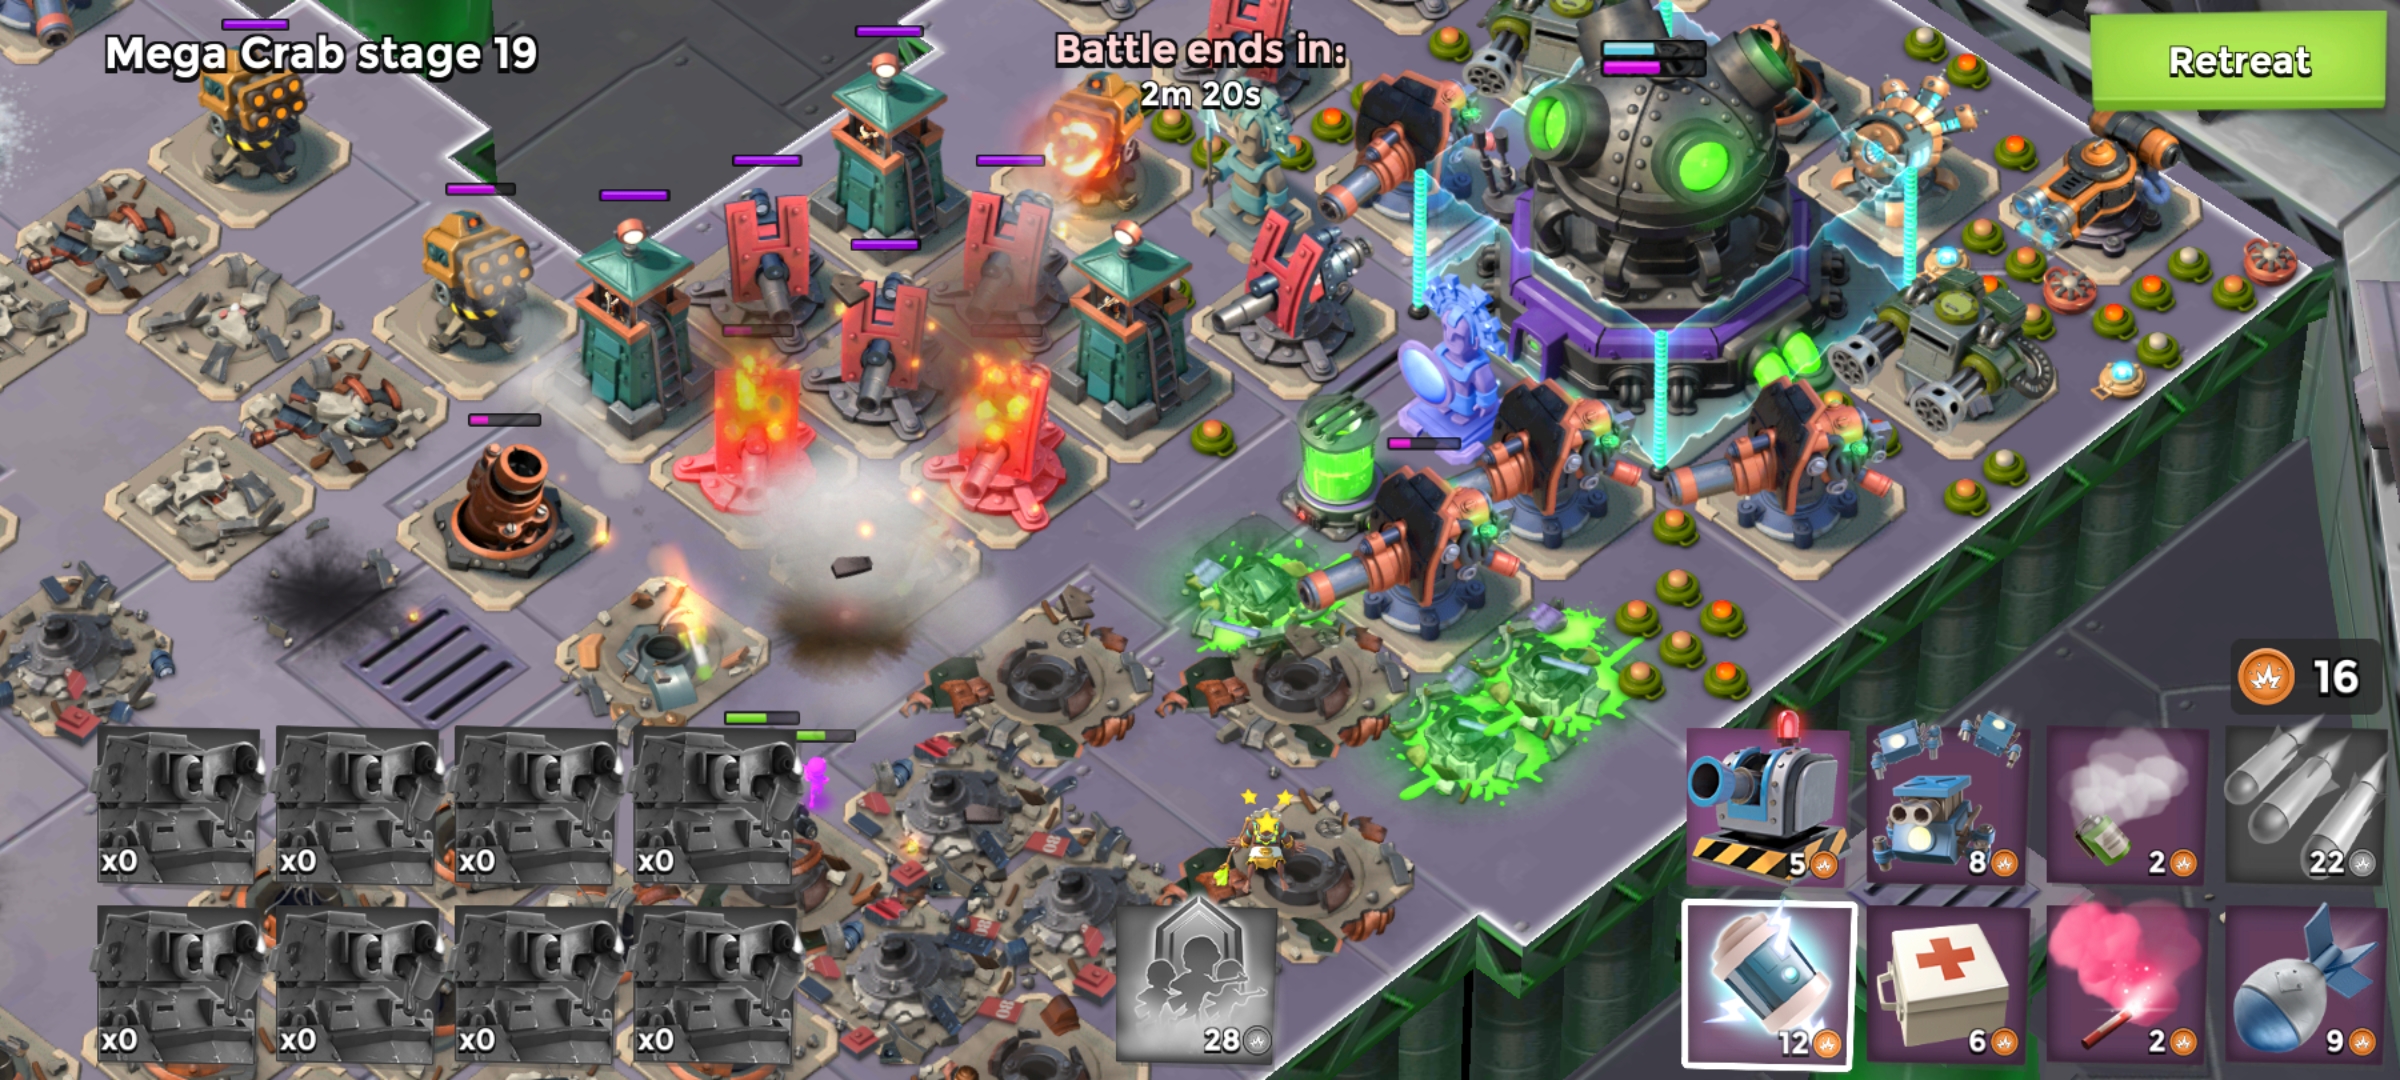 Mega Crab stage 19
Battle ends in:
2m 20s
Retreat
16
x0
x0
x0
x0
5
8
2
22
x0
x0
x0
x0
28
12
6
2
9